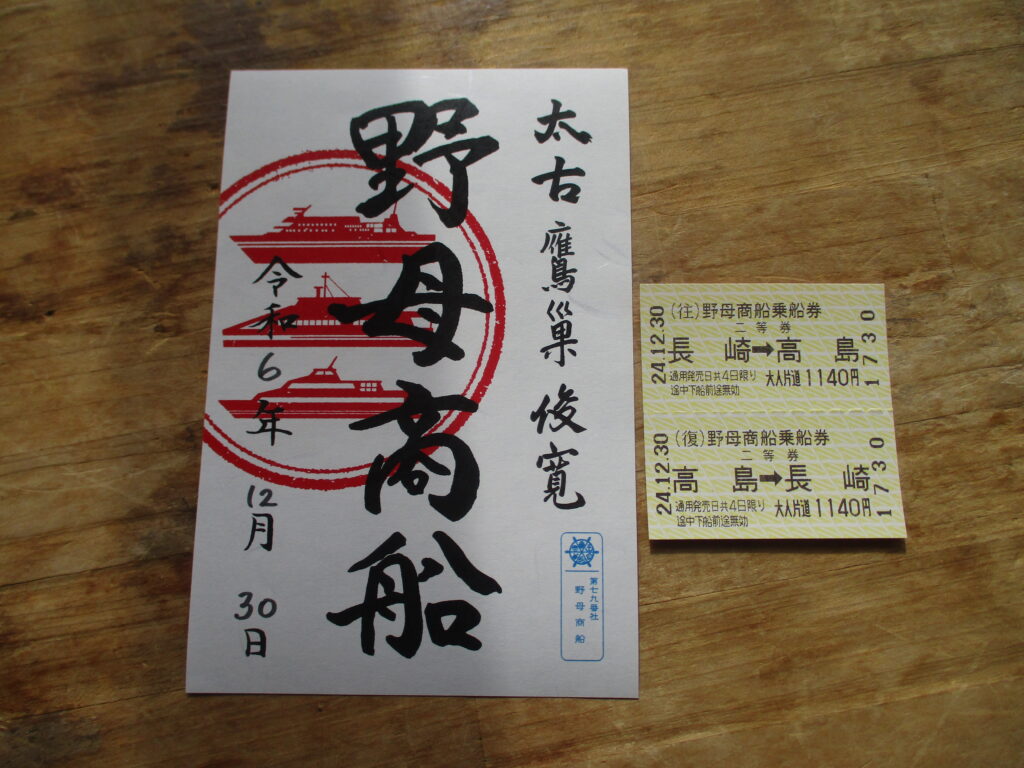 太古 鷹巣 俊寛
野母商船
令和6年 12月 30日
第七九番社
野母商船
24.12.30
(往)野母商船乗船券
二等券
長崎➡高島
通用発売日共4日限り 大人片道 1140円
途中下船前途無効
1730
24.12.30
(復)野母商船乗船券
二等券
高島➡長崎
通用発売日共4日限り 大人片道 1140円
途中下船前途無効
1730